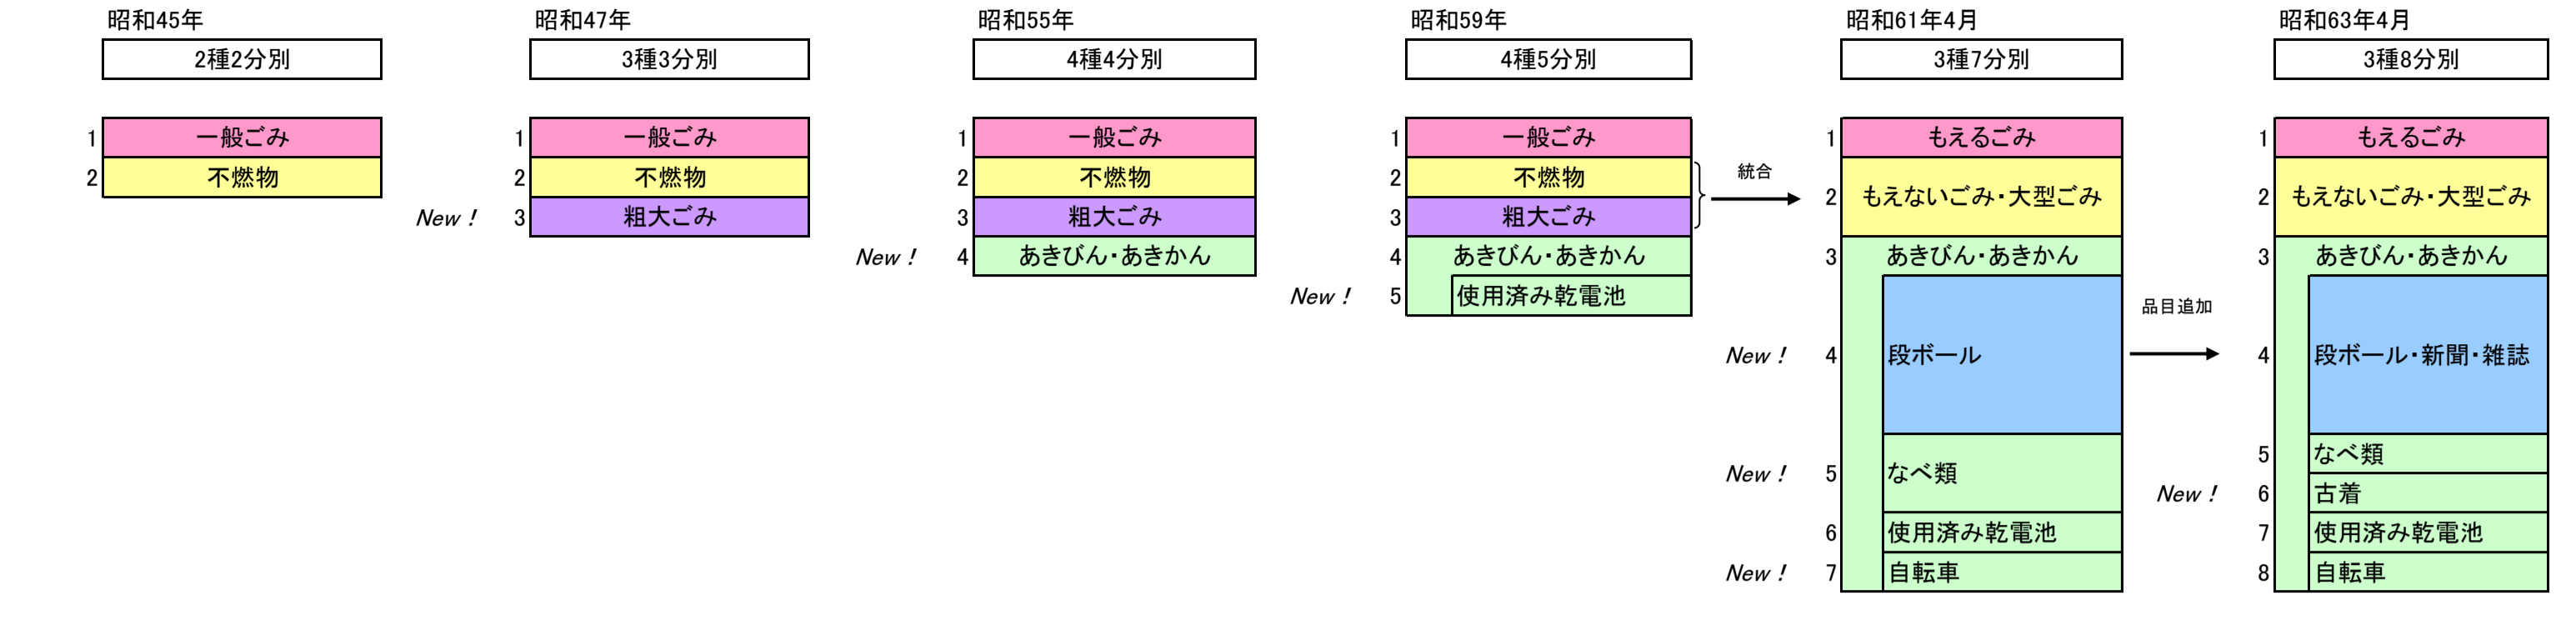 昭和45年
2種2分別
1 一般ごみ
2 不燃物
昭和47年
3種3分別
1 一般ごみ
2 不燃物
New! 3 粗大ごみ
昭和55年
4種4分別
1 一般ごみ
2 不燃物
3 粗大ごみ
New! 4 あきびん・あきかん
昭和59年
4種5分別
1 一般ごみ
2 不燃物
3 粗大ごみ
4 あきびん・あきかん
New! 5 使用済み乾電池
統合
昭和61年4月
3種7分別
1 もえるごみ
2 もえないごみ・大型ごみ
3 あきびん・あきかん
New! 4 段ボール
New! 5 なべ類
6 使用済み乾電池
New! 7 自転車
品目追加
昭和63年4月
3種8分別
1 もえるごみ
2 もえないごみ・大型ごみ
3 あきびん・あきかん
4 段ボール・新聞・雑誌
5 なべ類
New! 6 古着
7 使用済み乾電池
8 自転車